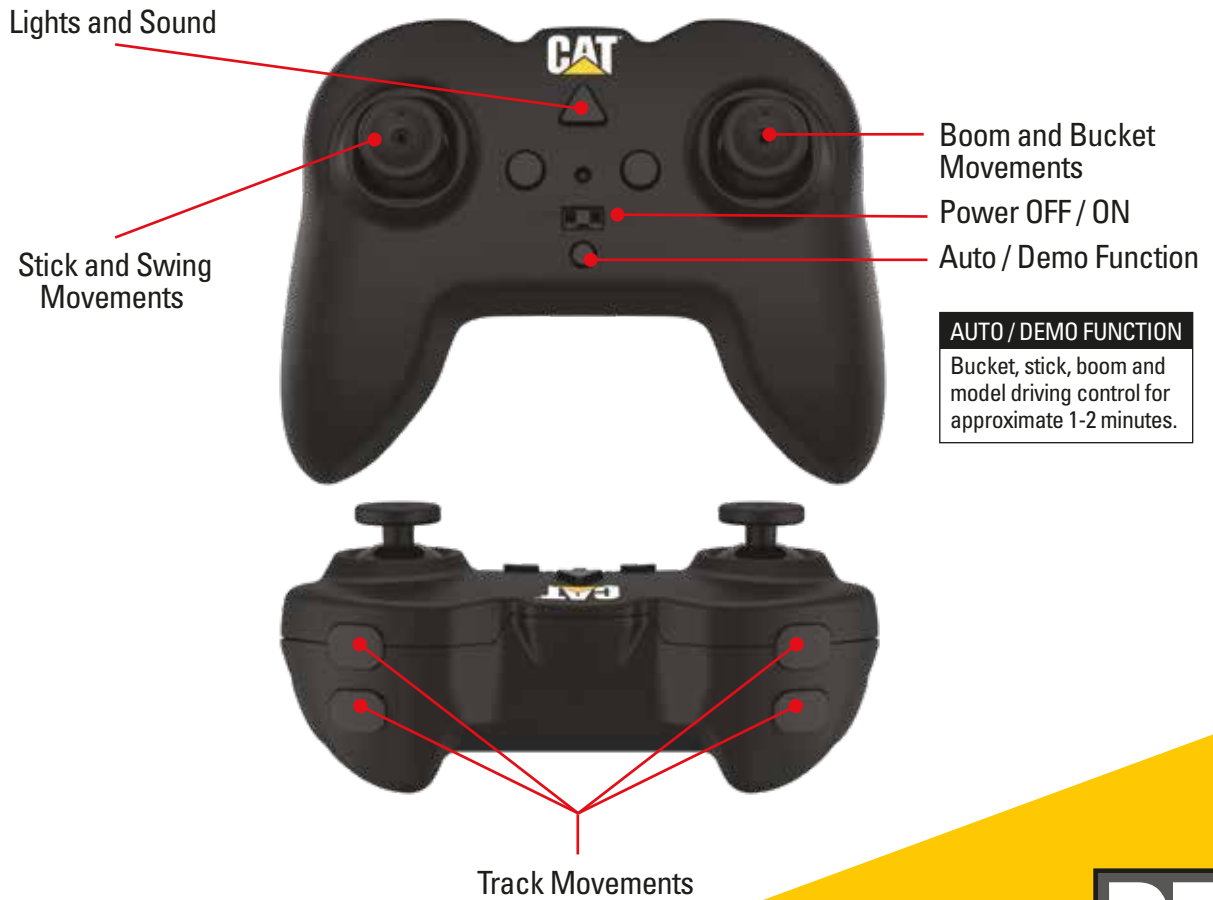 Lights and Sound
CAT
Boom and Bucket
Movements
Power OFF / ON
Auto / Demo Function
Stick and Swing
Movements
AUTO / DEMO FUNCTION
Bucket, stick, boom and
model driving control for
approximate 1-2 minutes.
CAT
Track Movements